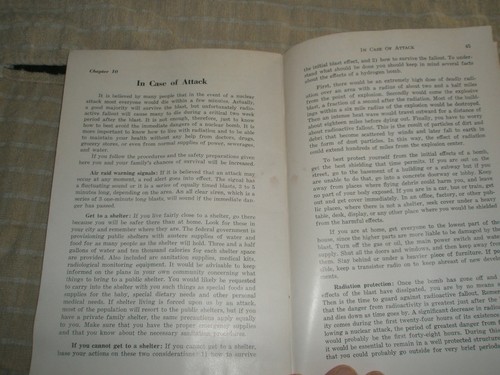 Chapter 10
In Case of Attack
It is believed by many people that in the event of a nuclear
attack most everyone would die within a few minutes. Actually,
a good majority will survive the blast, but unfortunately radio-
active fallout will cause many to die during a critical two week
period after the blast. It is not enough, therefore, just to know
how to best avoid the immediate dangers of a nuclear bomb. It is
more important to know how to live with radiation and to be able
to maintain your health without any help from doctors, drugs,
grocery stores, or even from normal supplies of power, sewerage,
and water.
If you follow the procedures and the safety preparations given
here you and your family's chances of survival will be increased
Air raid warning signals: If it is believed that an attack may
occur at any moment, a red alert goes into effect. The signal has
a fluctuating sound or it is a series of equally timed blasts, 3 to 5
minutes long, depending on the area. An all clear siren, which is a
series of 3 one-minute long blasts, will sound if the immediate dan-
ger has passed.
Get to a shelter: If you live fairly close to a shelter, go there
because you will be safer there than at home. Look for these in
your city and remember where they are. The federal government is
provisioning public shelters with sixteen supplies of water and
food for as many people as the shelter will hold. Three and a half
gallons of water and ten thousand calories for each shelter space
are provided. Also included are sanitation supplies, medical kits,
radiological monitoring equipment. It would be advisable to keep
informed on the plans in your own community concerning what
things to bring to a public shelter. You would likely be requested
to carry into the shelter with you such things as special foods and
supplies for the baby, special dietary needs and other personal
medical needs. If shelter living is forced upon us by an attack,
most of the population will resort to the public shelters, but if you
have a private family shelter, the same preparations apply equally
to you. Make sure that you have the proper emergency supplies
and that you know the necessary sanitation procedures.
If you cannot get to a shelter: If you cannot get to a shelter,
base your actions on these two considerations: 1) how to survive
In Case Of Attack
the initial blast effect, and 2) how to survive the fallout. To under-
stand what should be done you should keep in mind several facts
about the effects of a hydrogen bomb.
First, there would be an extremely high dose of deadly radia-
tion over an area with a radius of about two and a half miles
from the point of explosion. Secondly would come the explosive
blast, a fraction of a second after the radiation. Most of the build-
ings within a six mile radius of the explosion would be destroyed.
Then an intense heat wave would travel outward for a distance of
eighteen miles before dying out. Finally, you have to worry
about radioactive fallout. This is the result of particles of dirt and
debri that become scattered by winds and later fall to earth in
the form of dust particles. In this way, the effect of radiation
could extend hundreds of miles from the explosion center.
To best protect yourself from the initial effects of a bomb,
get the best shielding that time permits. If you are out on the
street, go to the basement of a building or to a subway. If you
are unable to do that, go into a concrete doorway or lobby. Keep
away from places where flying debris could harm you, and leave
no part of your body exposed. If you are in a car, bus or train, get
out and get cover immediately. In an office, factory, or other pub-
lic places, where there is not a shelter, seek cover under a heavy
table, desk, display, or any other place where you would be shielded
from the harmful effects.
If you are at home, get everyone to the lowest part of the
house, since the higher parts are more liable to be damaged by the
blast. Turn off the gas or oil, the main power switch and water
supply. Shut all the doors and windows, and then keep away from
them. Stay behind or under a heavier piece of furniture. If pos-
sible, keep a transistor radio on to keep abreast of new develop-
ments.
Radiation protection: Once the bomb has gone off and the
effects of the blast have dissipated, you are by no means safe.
Then is the time to guard against radioactive fallout. Remember
that the danger from radioactivity is greatest just after the blast
and dies down as time goes by. A significant decrease in radioactiv-
ity comes during the first twenty-four hours of its existence. Fol-
lowing a nuclear attack, the period of greatest danger from fallout
would probably be the first forty-eight hours. During this time
it would be essential to remain in a well protected structure, and
that you could probably go outside for very brief periods